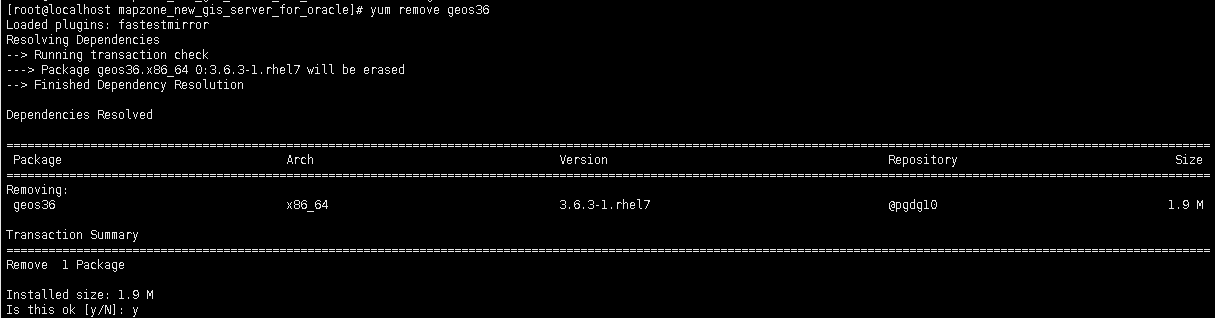 [root@localhost mapzone_new_gis_server_for_oracle]# yum remove geos36
Loaded plugins: fastestmirror
Resolving Dependencies
--> Running transaction check
---> Package geos36.x86_64 0:3.6.3-1.rhel7 will be erased
--> Finished Dependency Resolution
Dependencies Resolved
Package Arch Version Repository Size
Removing:
geos36 x86_64 3.6.3-1.rhel7 @pgdg10 1.9 M
Transaction Summary
Remove 1 Package
Installed size: 1.9 M
Is this ok [y/N]: y